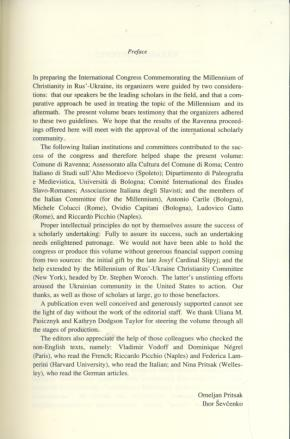 Preface
In preparing the International Congress Commemorating the Millennium of
Christianity in Rus'-Ukraine, its organizers were guided by two considera-
tions: that our speakers be the leading scholars in the field, and that a com-
parative approach be used in treating the topic of the Millennium and its
aftermath. The present volume bears testimony that the organizers adhered
to these two guidelines. We hope that the results of the Ravenna proceed-
ings offered here will meet with the approval of the international scholarly
community.
The following Italian institutions and committees contributed to the suc-
cess of the congress and therefore helped shape the present volume:
Comune di Ravenna; Assessorato alla Cultura del Comune di Roma; Centro
Italiano di Studi sull'Alto Medioevo (Spoleto); Dipartimento di Paleografia
e Medievistica, Università di Bologna; Comité International des Études
Slavo-Romanes; Associazione Italiana degli Slavisti; and the members of
the Italian Committee (for the Millennium), Antonio Carile (Bologna),
Michele Colucci (Rome), Ovidio Capitani (Bologna), Ludovico Gatto
(Rome), and Riccardo Picchio (Naples).
Proper intellectual principles do not by themselves assure the success of
a scholarly undertaking: Fully to assure its success, such an undertaking
needs enlightened patronage. We would not have been able to hold the
congress or produce this volume without generous financial support coming
from two sources: the initial gift by the late Josyf Cardinal Slipyj; and the
help extended by the Millennium of Rus'-Ukraine Christianity Committee
(New York), headed by Dr. Stephen Woroch. The latter's unstinting efforts
aroused the Ukrainian community in the United States to action. Our
thanks, as well as those of scholars at large, go to those benefactors.
A publication even well conceived and generously supported cannot see
the light of day without the work of the editorial staff. We thank Uliana M.
Pasicznyk and Kathryn Dodgson Taylor for steering the volume through all
the stages of production.
The editors also appreciate the help of those colleagues who checked the
non-English texts, namely: Vladimir Vodoff and Dominique Négrel
(Paris), who read the French; Riccardo Picchio (Naples) and Federica Lam-
perini (Harvard University), who read the Italian; and Nina Pritsak (Welles-
ley), who read the German articles.
Omeljan Pritsak
Ihor Ševčenko